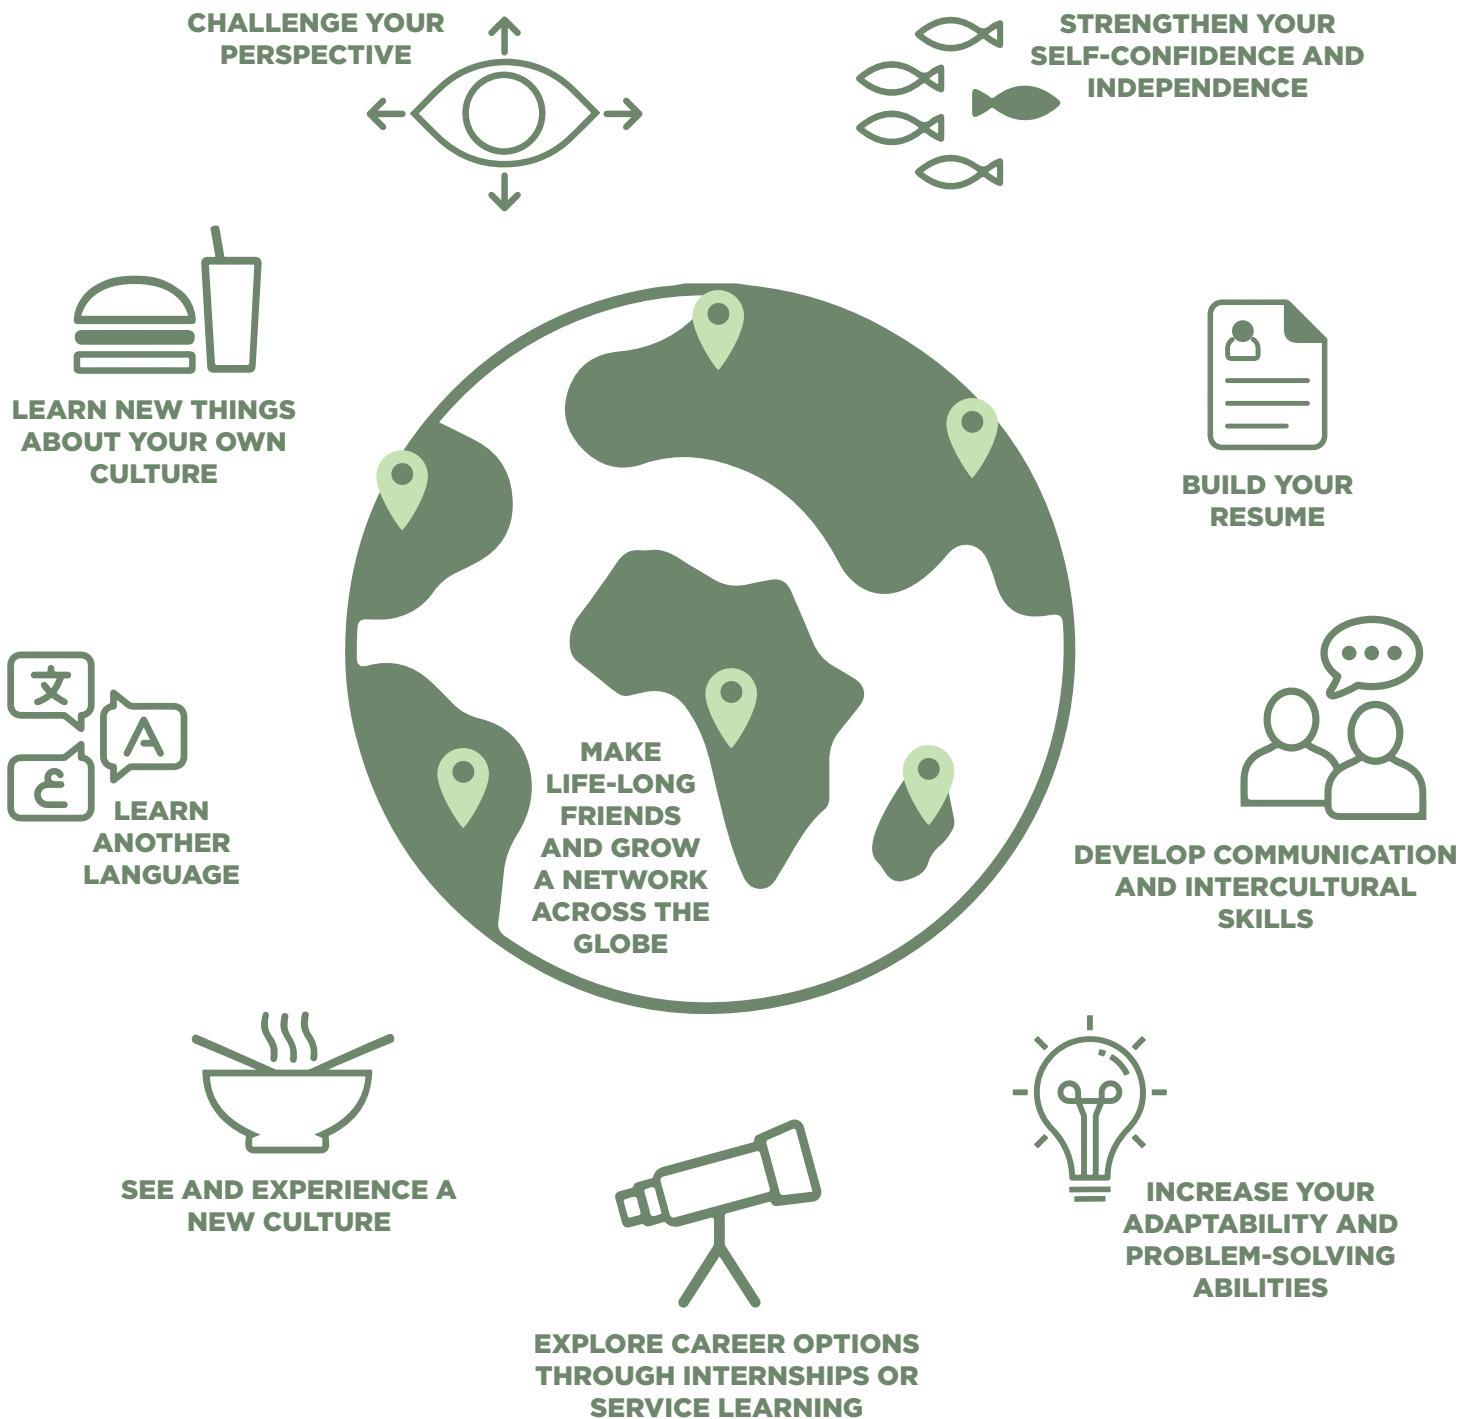 CHALLENGE YOUR
PERSPECTIVE
STRENGTHEN YOUR
SELF-CONFIDENCE AND
INDEPENDENCE
LEARN NEW THINGS
ABOUT YOUR OWN
CULTURE
BUILD YOUR
RESUME
文
A
ع
LEARN
ANOTHER
LANGUAGE
MAKE
LIFE-LONG
FRIENDS
AND GROW
A NETWORK
ACROSS THE
GLOBE
DEVELOP COMMUNICATION
AND INTERCULTURAL
SKILLS
SEE AND EXPERIENCE A
NEW CULTURE
INCREASE YOUR
ADAPTABILITY AND
PROBLEM-SOLVING
ABILITIES
EXPLORE CAREER OPTIONS
THROUGH INTERNSHIPS OR
SERVICE LEARNING